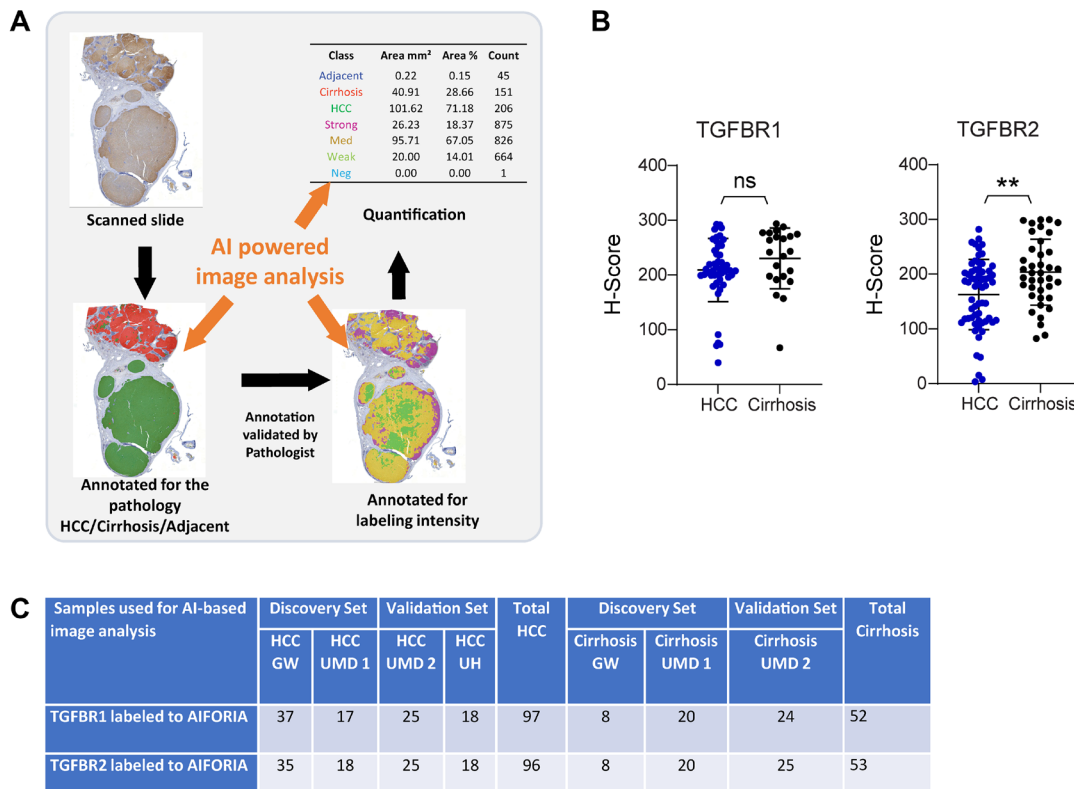 A
Class Area mm² Area % Count
Adjacent 0.22 0.15 45
Cirrhosis 40.91 28.66 151
HCC 101.62 71.18 206
Strong 26.23 18.37 875
Med 95.71 67.05 826
Weak 20.00 14.01 664
Neg 0.00 0.00 1
Scanned slide
Quantification
AI powered
image analysis
Annotation
validated by
Pathologist
Annotated for the
pathology
HCC/Cirrhosis/Adjacent
Annotated for
labeling intensity
B
TGFBR1
H-Score
400
300
200
100
0
ns
HCC Cirrhosis
TGFBR2
H-Score
400
300
200
100
0
**
HCC Cirrhosis
C
Samples used for AI-based
image analysis
Discovery Set
Validation Set
Total
HCC
Discovery Set
Validation Set
Total
Cirrhosis
HCC
GW
HCC
UMD 1
HCC
UMD 2
HCC
UH
Cirrhosis
GW
Cirrhosis
UMD 1
Cirrhosis
UMD 2
TGFBR1 labeled to AIFORIA 37 17 25 18 97 8 20 24 52
TGFBR2 labeled to AIFORIA 35 18 25 18 96 8 20 25 53